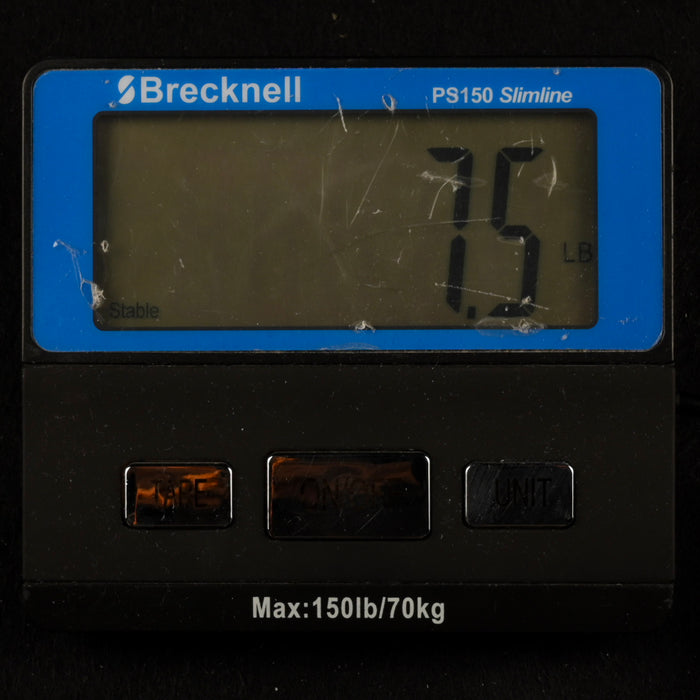 Brecknell
PS150 Slimline
7.5
LB
Stable
TARE
ON/OFF
UNIT
Max:150lb/70kg